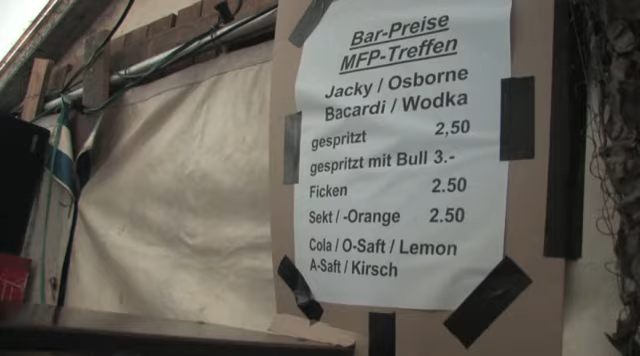 Bar-Preise
MFP-Treffen
Jacky / Osborne
Bacardi / Wodka
gespritzt 2,50
gespritzt mit Bull 3.-
Ficken 2.50
Sekt / -Orange 2.50
Cola / O-Saft / Lemon
A-Saft / Kirsch